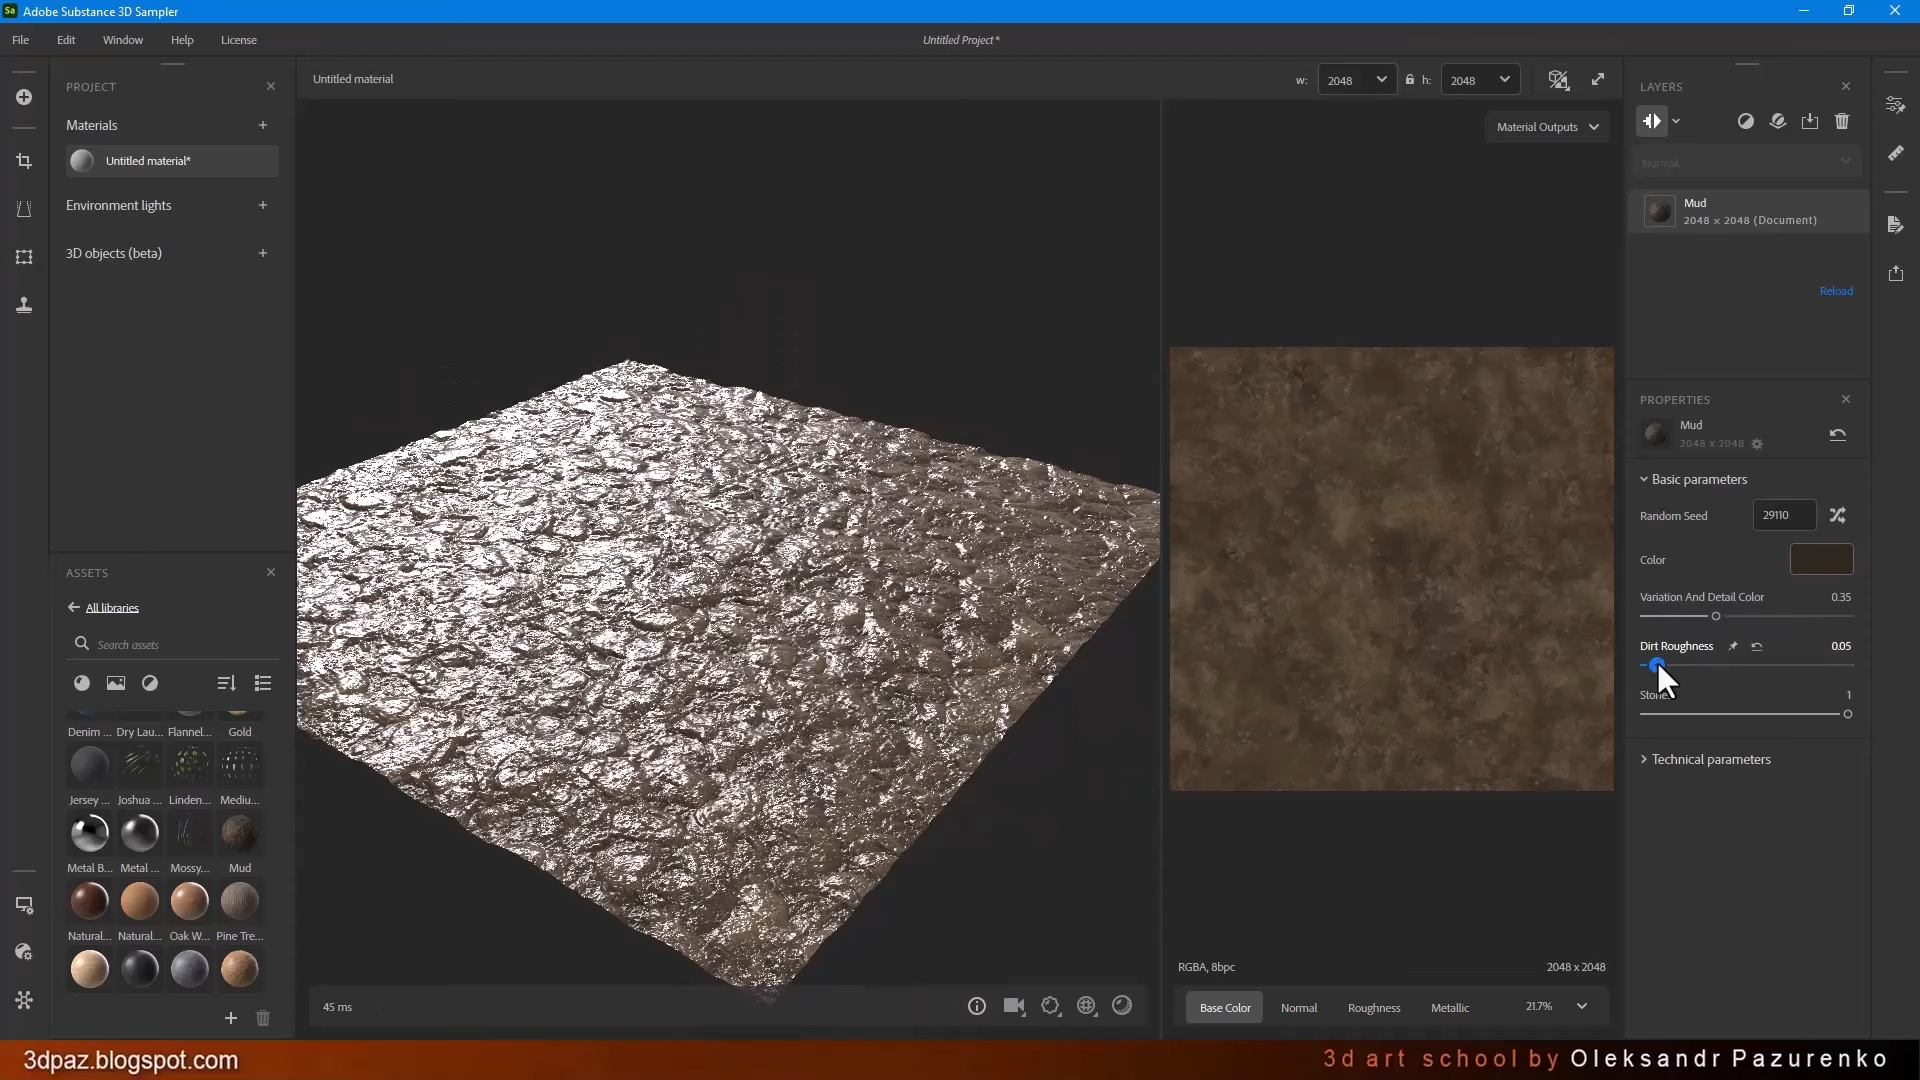 Sa Adobe Substance 3D Sampler
File Edit Window Help License
Untitled Project*
PROJECT
Materials
Untitled material*
Environment lights
3D objects (beta)
ASSETS
All libraries
Search assets
Denim ... Dry Lau... Flannel... Gold
Jersey ... Joshua ... Linden... Mediu...
Metal B... Metal ... Mossy... Mud
Natural... Natural... Oak W... Pine Tre...
Untitled material
w: 2048 h: 2048
Material Outputs
45 ms
RGBA, 8bpc 2048 x 2048
Base Color Normal Roughness Metallic 21.7%
LAYERS
Normal
Mud
2048 × 2048 (Document)
Reload
PROPERTIES
Mud
2048 x 2048
Basic parameters
Random Seed 29110
Color
Variation And Detail Color 0.35
Dirt Roughness 0.05
1
Technical parameters
3dpaz.blogspot.com
3d art school by Oleksandr Pazurenko